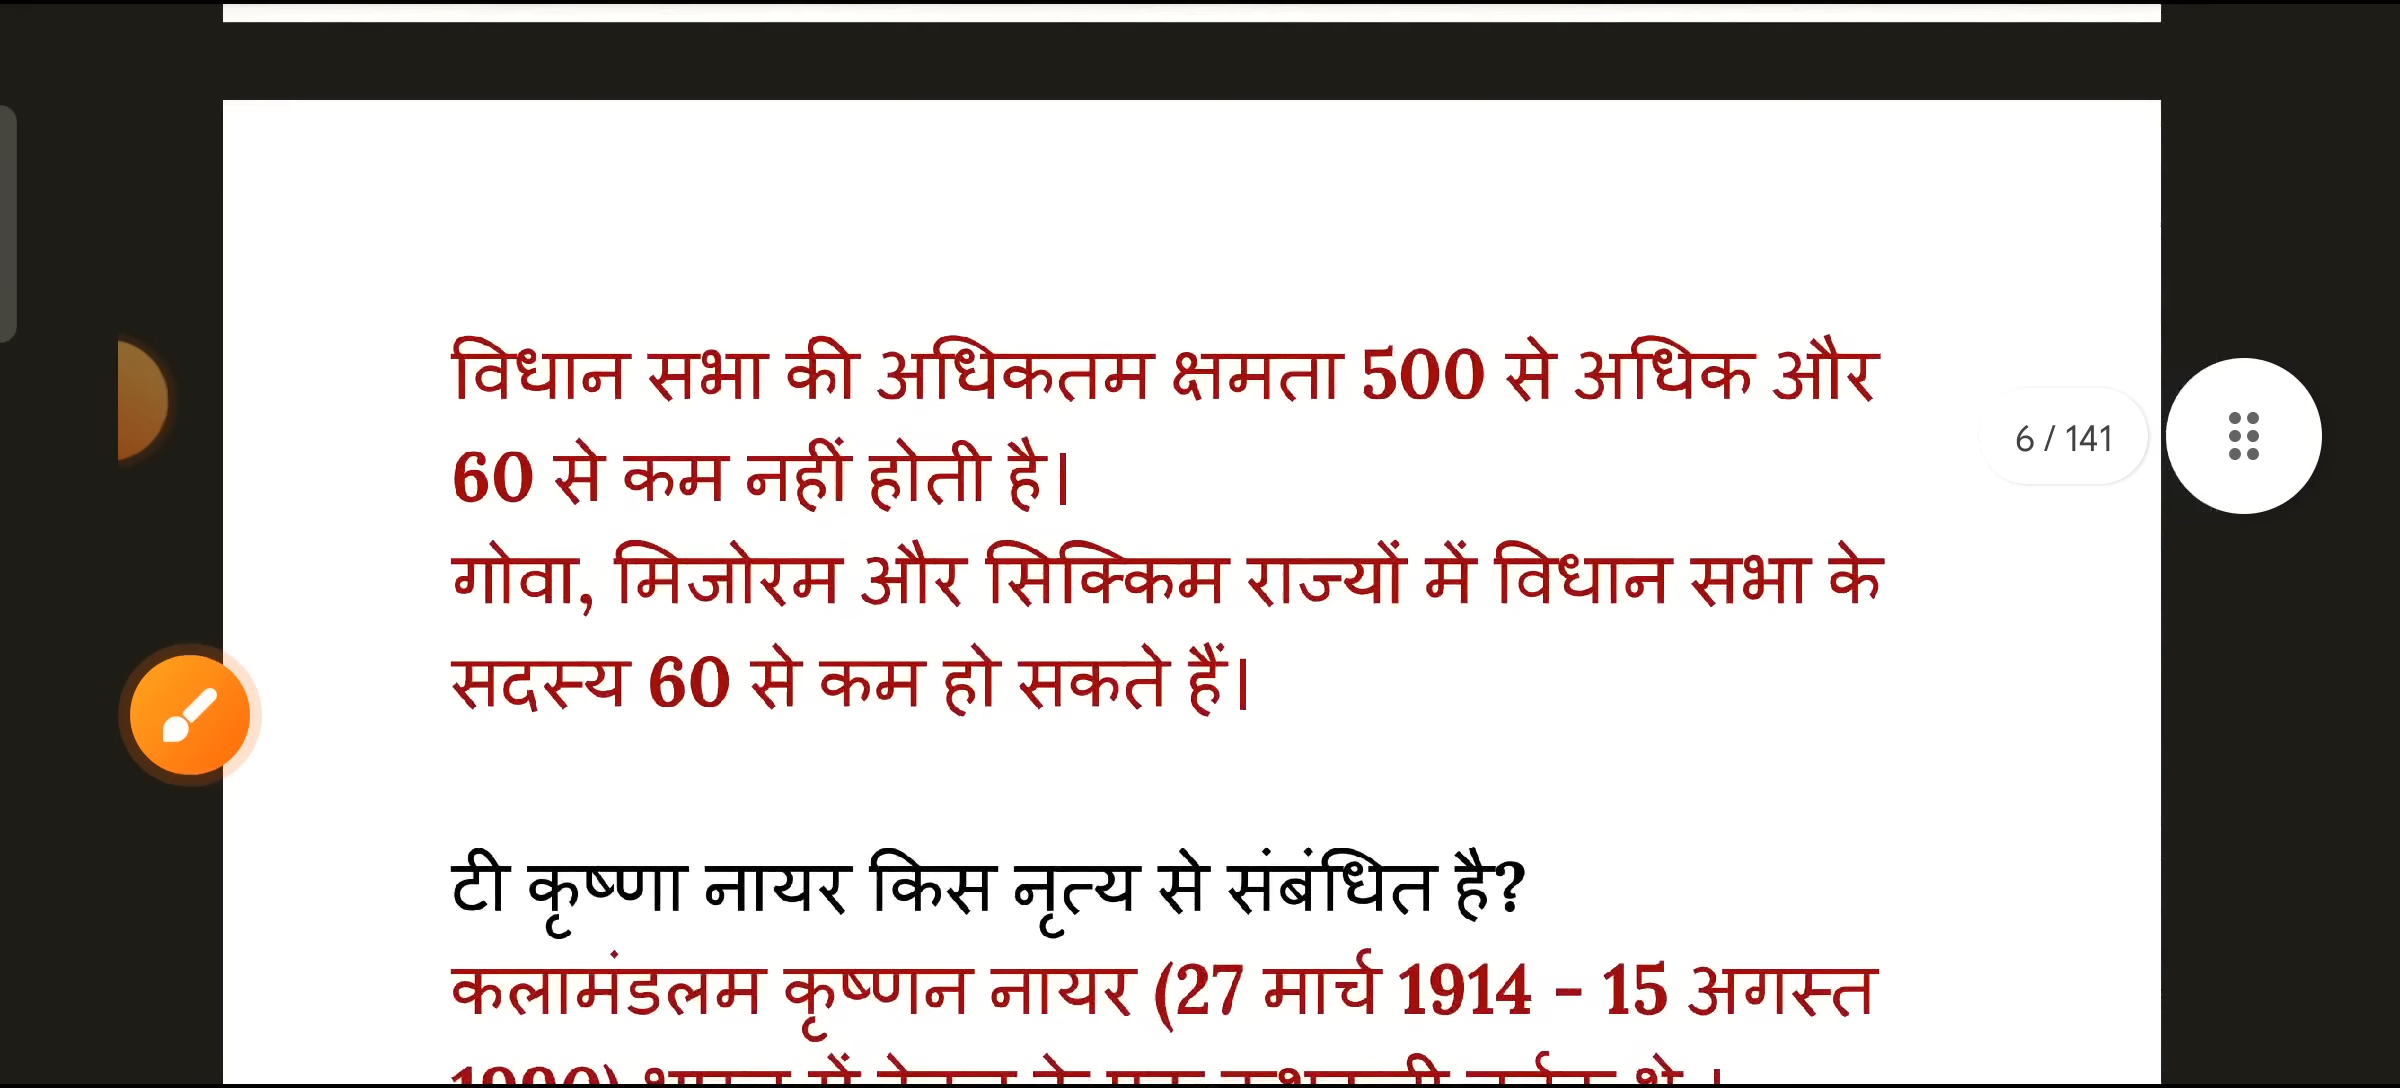 विधान सभा की अधिकतम क्षमता 500 से अधिक और
60 से कम नहीं होती है।
गोवा, मिजोरम और सिक्किम राज्यों में विधान सभा के
सदस्य 60 से कम हो सकते हैं।
6 / 141
टी कृष्णा नायर किस नृत्य से संबंधित है?
कलामंडलम कृष्णन नायर (27 मार्च 1914 - 15 अगस्त